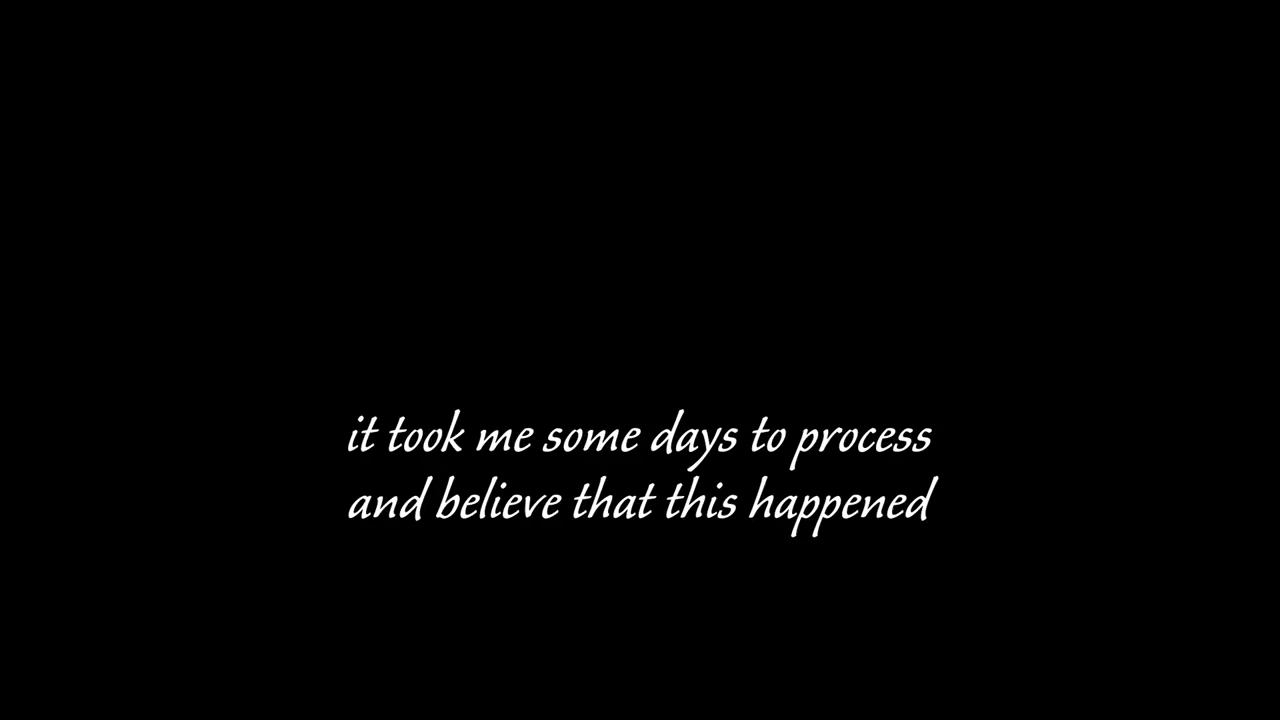 it took me some days to process
and believe that this happened